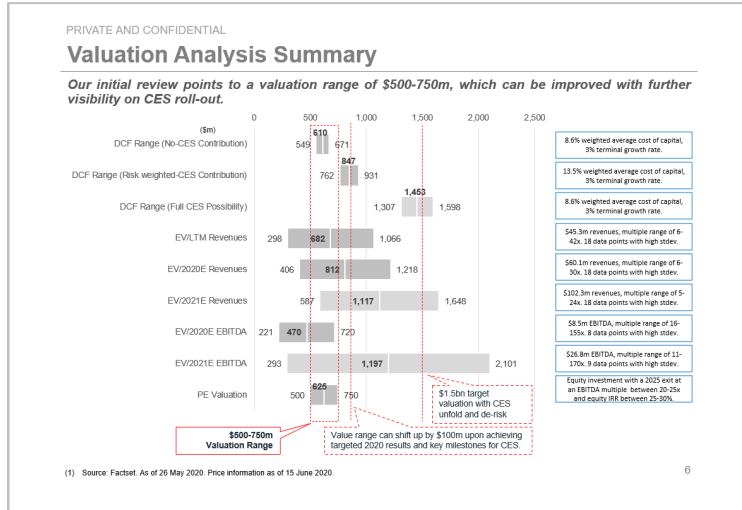 PRIVATE AND CONFIDENTIAL
Valuation Analysis Summary
Our initial review points to a valuation range of $500-750m, which can be improved with further
visibility on CES roll-out.
0 500 1,000 1,500 2,000 2,500
($m)
DCF Range (No-CES Contribution) 549 610 671
8.6% weighted average cost of capital,
3% terminal growth rate.
DCF Range (Risk weighted-CES Contribution) 762 847 931
13.5% weighted average cost of capital,
3% terminal growth rate.
DCF Range (Full CES Possibility) 1,307 1,453 1,598
8.6% weighted average cost of capital,
3% terminal growth rate.
EV/LTM Revenues 298 682 1,066
$45.3m revenues, multiple range of 6-
42x. 18 data points with high stdev.
EV/2020E Revenues 406 812 1,218
$60.1m revenues, multiple range of 6-
30x. 18 data points with high stdev.
EV/2021E Revenues 587 1,117 1,648
$102.3m revenues, multiple range of 5-
24x. 18 data points with high stdev.
EV/2020E EBITDA 221 470 720
$8.5m EBITDA, multiple range of 16-
155x. 8 data points with high stdev.
EV/2021E EBITDA 293 1,197 2,101
$26.8m EBITDA, multiple range of 11-
170x. 9 data points with high stdev.
PE Valuation 500 625 750
Equity investment with a 2025 exit at
an EBITDA multiple between 20-25x
and equity IRR between 25-30%.
$1.5bn target
valuation with CES
unfold and de-risk
$500-750m
Valuation Range
Value range can shift up by $100m upon achieving
targeted 2020 results and key milestones for CES.
(1) Source: Factset. As of 26 May 2020. Price information as of 15 June 2020.
6